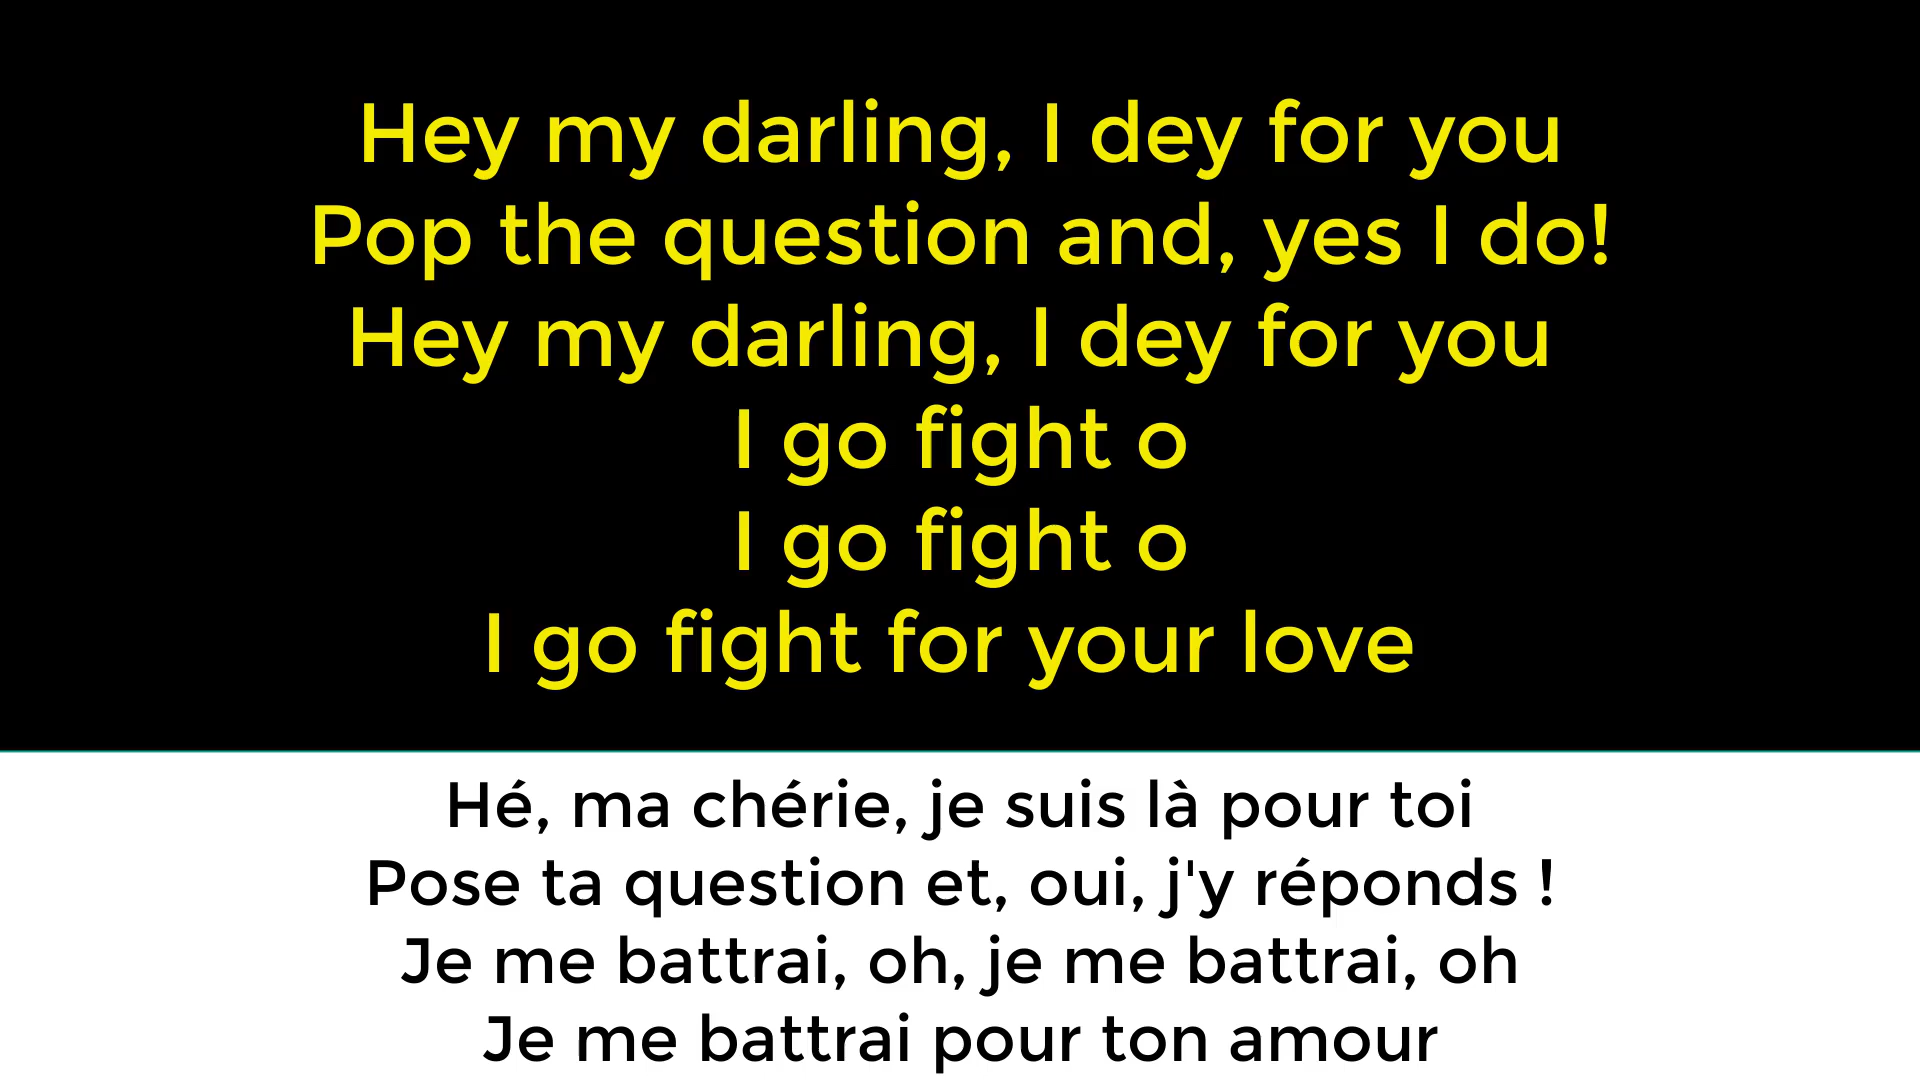 Hey my darling, I dey for you
Pop the question and, yes I do!
Hey my darling, I dey for you
I go fight o
I go fight o
I go fight for your love
Hé, ma chérie, je suis là pour toi
Pose ta question et, oui, j'y réponds !
Je me battrai, oh, je me battrai, oh
Je me battrai pour ton amour